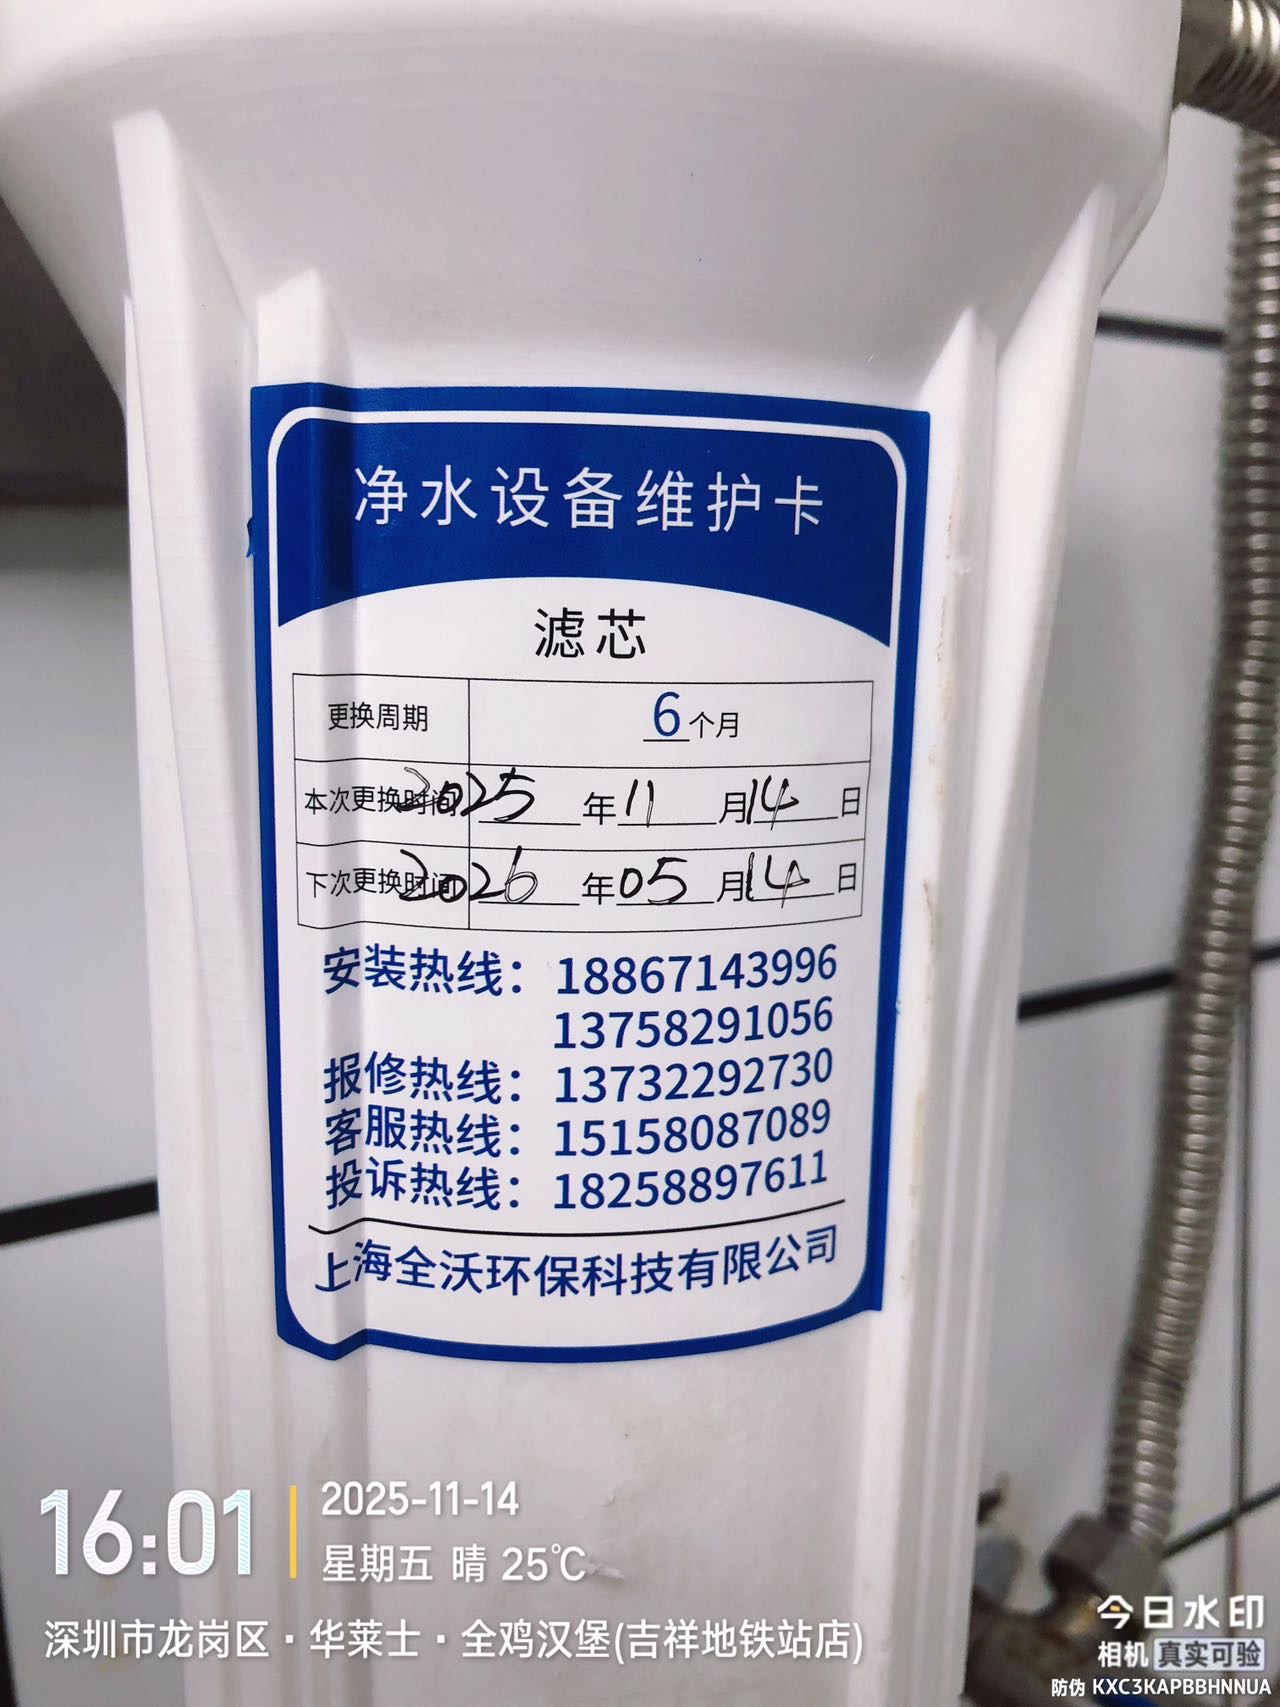 净水设备维护卡
滤芯
更换周期 6个月
本次更换时间 2025 年 11 月 14 日
下次更换时间 2026 年 05 月 14 日
安装热线：18867143996
13758291056
报修热线：13732292730
客服热线：15158087089
投诉热线：18258897611
上海全沃环保科技有限公司
16:01
2025-11-14
星期五 晴 25℃
深圳市龙岗区·华莱士·全鸡汉堡(吉祥地铁站店)
今日水印
相机 真实可验
防伪 KXC3KAPBBHNNUA